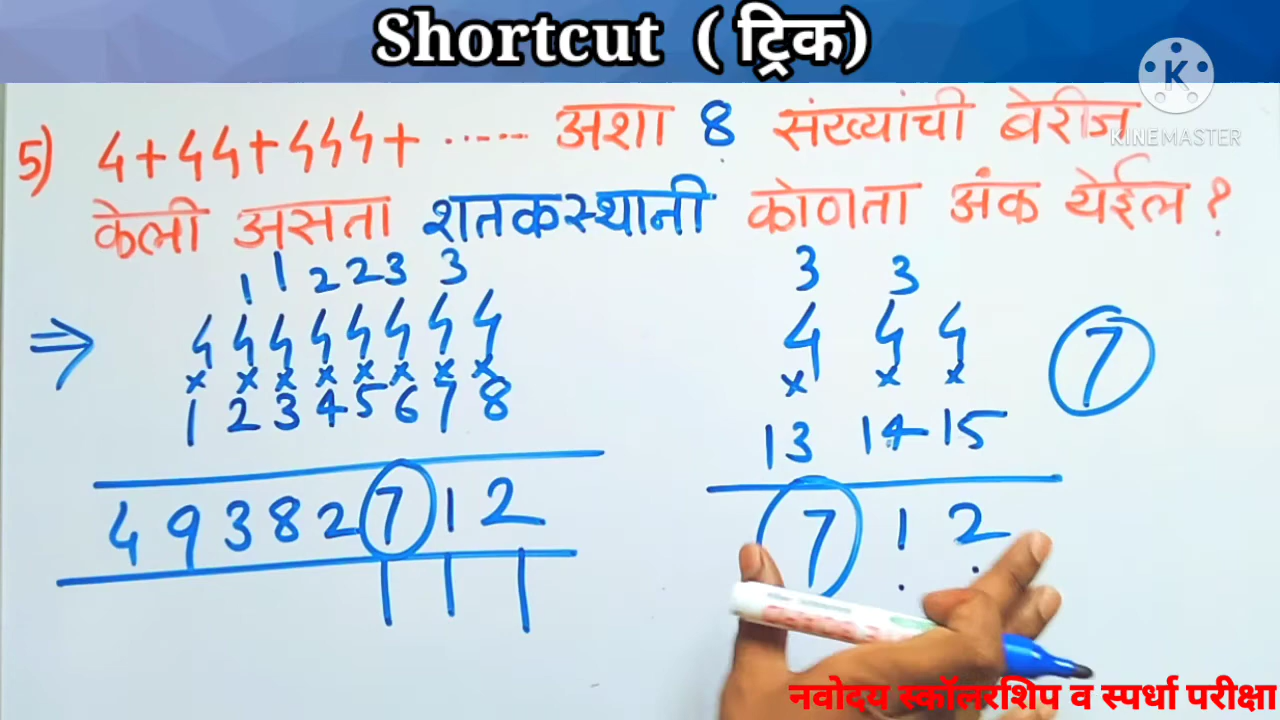 Shortcut ( ट्रिक)
K
KINEMASTER
5) 4+44+444+ ...... अशा 8 संख्यांची बेरीज
केली असता शतकस्थानी कोणता अंक येईल ?
1 1 2 2 3 3
⇒ 4 4 4 4 4 4 4 4
× × × × × × × ×
1 2 3 4 5 6 7 8
4 9 3 8 2 7 1 2
3 3
4 4 4
× × ×
13 14 15
7 1 2
7
नवोदय स्कॉलरशिप व स्पर्धा परीक्षा